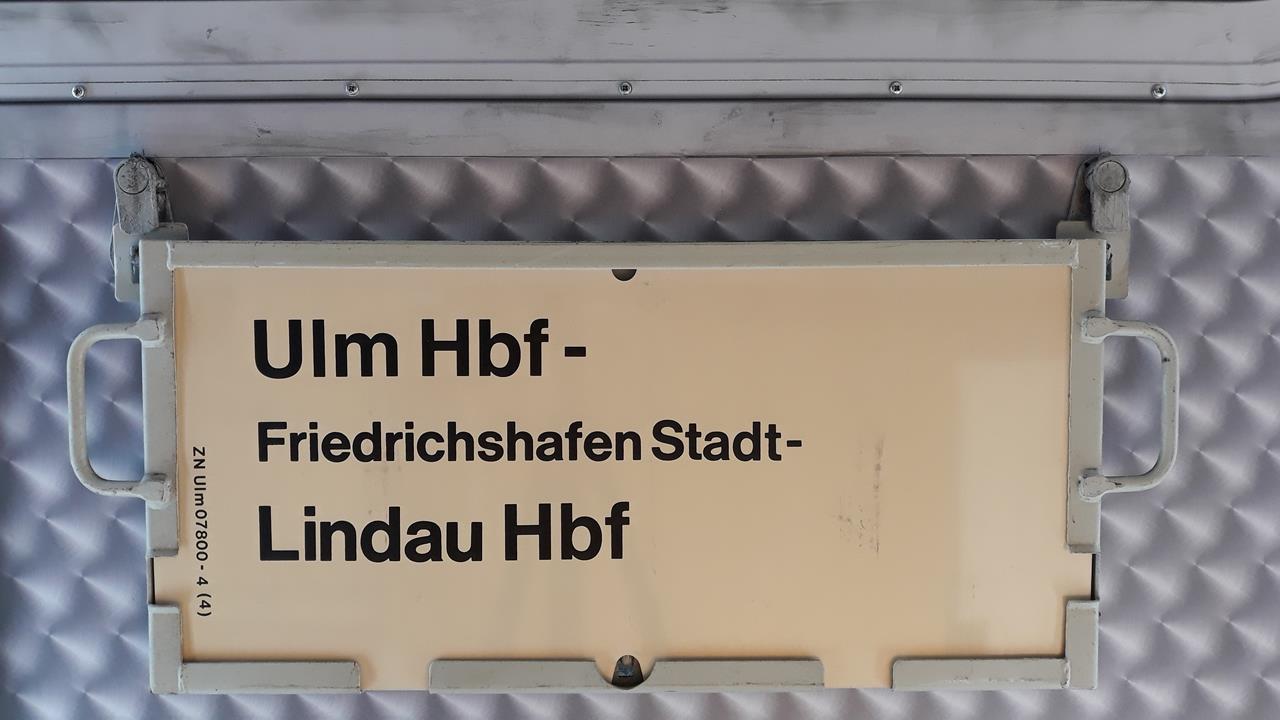 Ulm Hbf -
Friedrichshafen Stadt-
Lindau Hbf
ZN Ulm 07800 - 4 (4)